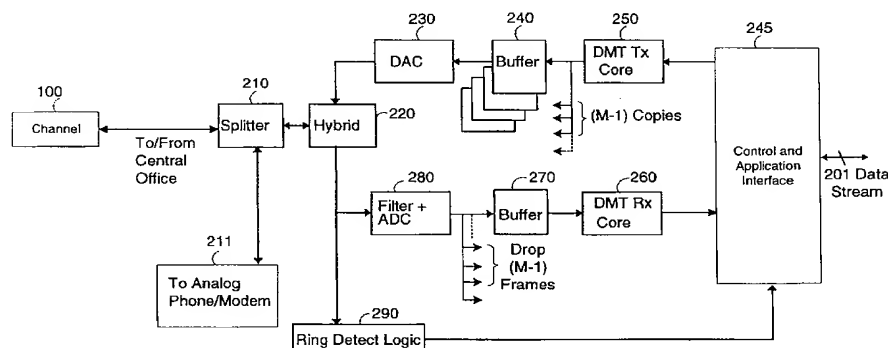 230
DAC
240
Buffer
250
DMT Tx
Core
245
100
Channel
210
Splitter
Hybrid
220
(M-1) Copies
To/From
Central
Office
Control and
Application
Interface
201 Data
Stream
280
Filter +
ADC
270
Buffer
260
DMT Rx
Core
211
To Analog
Phone/Modem
Drop
(M-1)
Frames
290
Ring Detect Logic